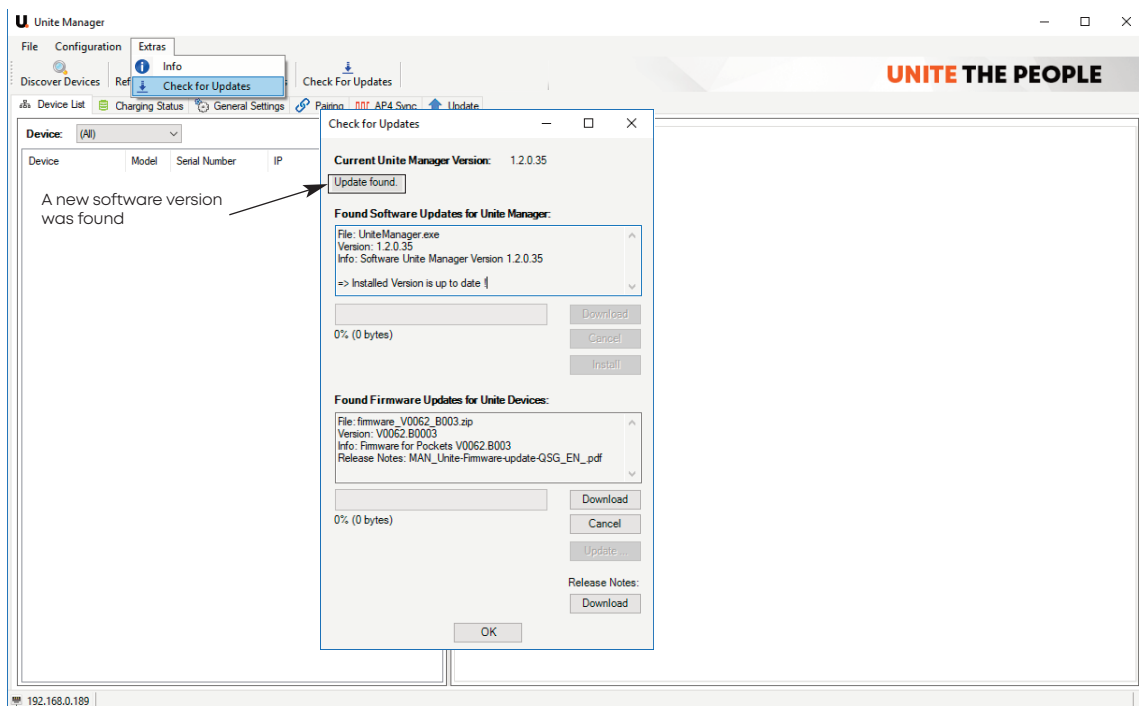 U. Unite Manager
File Configuration Extras
Info
Check for Updates
Discover Devices Ref Check For Updates
UNITE THE PEOPLE
Device List Charging Status General Settings Pairing AP4 Sync Update
Device: (All)
Device Model Serial Number IP
A new software version
was found
Check for Updates
Current Unite Manager Version: 1.2.0.35
Update found.
Found Software Updates for Unite Manager:
File: UniteManager.exe
Version: 1.2.0.35
Info: Software Unite Manager Version 1.2.0.35
=> Installed Version is up to date !
Download
0% (0 bytes)
Cancel
Install
Found Firmware Updates for Unite Devices:
File: firmware_V0062_B003.zip
Version: V0062.B0003
Info: Firmware for Pockets V0062.B003
Release Notes: MAN_Unite-Firmware-update-QSG_EN_.pdf
Download
0% (0 bytes)
Cancel
Update ...
Release Notes:
Download
OK
192.168.0.189